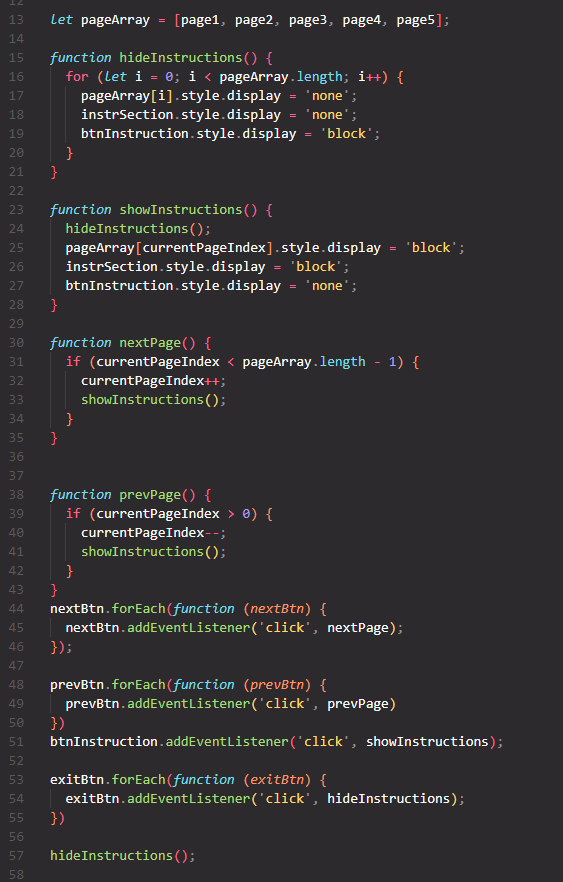 12
13 let pageArray = [page1, page2, page3, page4, page5];
14
15 function hideInstructions() {
16   for (let i = 0; i < pageArray.length; i++) {
17     pageArray[i].style.display = 'none';
18     instrSection.style.display = 'none';
19     btnInstruction.style.display = 'block';
20   }
21 }
22
23 function showInstructions() {
24   hideInstructions();
25   pageArray[currentPageIndex].style.display = 'block';
26   instrSection.style.display = 'block';
27   btnInstruction.style.display = 'none';
28 }
29
30 function nextPage() {
31   if (currentPageIndex < pageArray.length - 1) {
32     currentPageIndex++;
33     showInstructions();
34   }
35 }
36
37
38 function prevPage() {
39   if (currentPageIndex > 0) {
40     currentPageIndex--;
41     showInstructions();
42   }
43 }
44 nextBtn.forEach(function (nextBtn) {
45   nextBtn.addEventListener('click', nextPage);
46 });
47
48 prevBtn.forEach(function (prevBtn) {
49   prevBtn.addEventListener('click', prevPage)
50 })
51 btnInstruction.addEventListener('click', showInstructions);
52
53 exitBtn.forEach(function (exitBtn) {
54   exitBtn.addEventListener('click', hideInstructions);
55 })
56
57 hideInstructions();
58